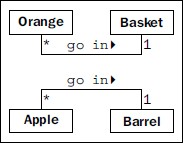 Orange Basket
* go in 1
go in
* 1
Apple Barrel